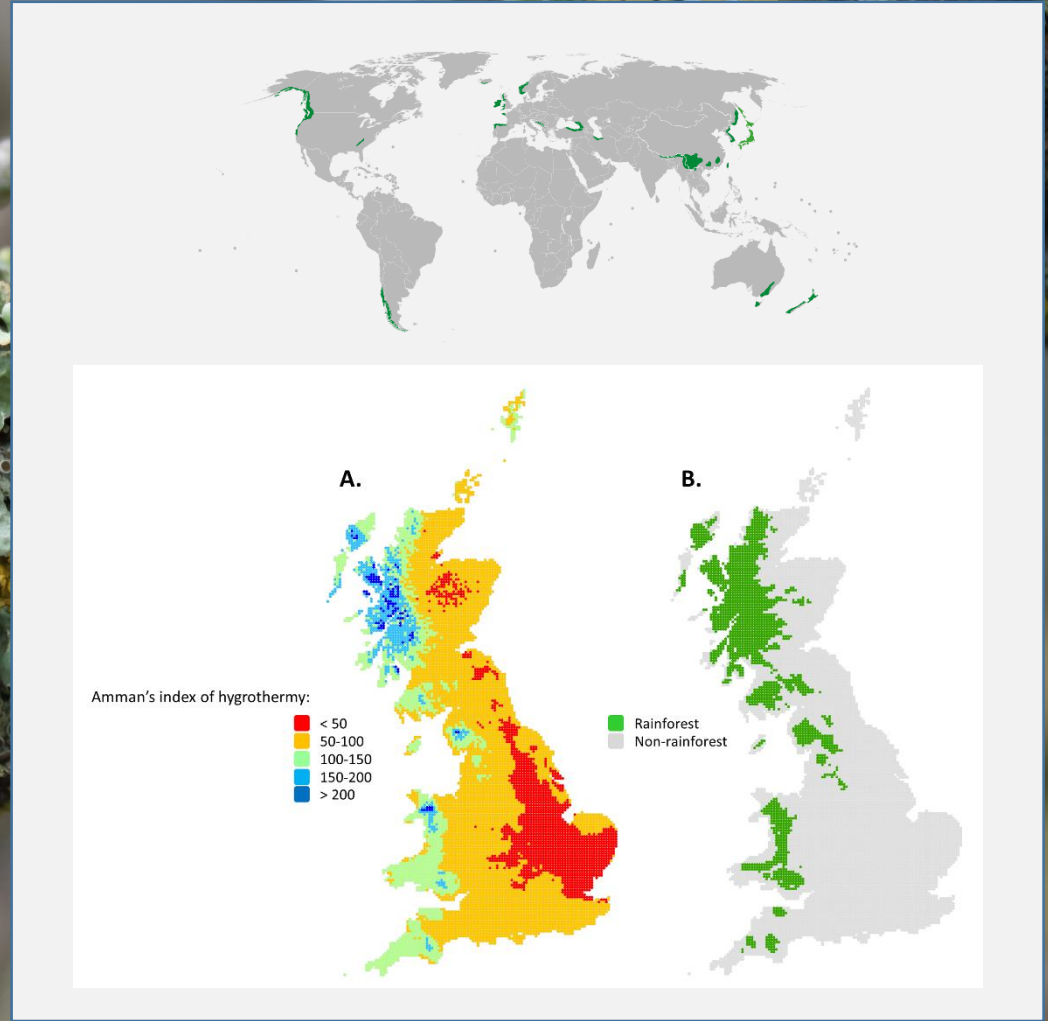 A.
B.
Amman's index of hygrothermy:
< 50
50-100
100-150
150-200
> 200
Rainforest
Non-rainforest